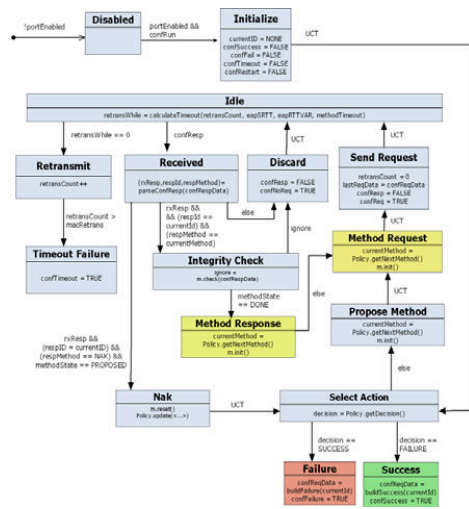 !portEnabled
Disabled
portEnabled &&
confRun
Initialize
currentID = NONE
confSuccess = FALSE
confFail = FALSE
confTimeout = FALSE
confRestart = FALSE
UCT
Idle
retransWhile = calculateTimeout(retransCount, eapSRTT, eapRTTVAR, methodTimeout)
retransWhile == 0
confResp
UCT
UCT
Retransmit
retransCount++
Received
(rxResp,respId,respMethod)=
parseConfResp(confRespData)
Discard
confResp = FALSE
confNoReq = TRUE
Send Request
retransCount = 0
lastReqData = confReqData
confResp = FALSE
confReq = TRUE
retransCount >
macRetrans
rxResp &&
&& (respId ==
currentId) &&
(respMethod ==
currentMethod)
else
ignore
UCT
Timeout Failure
confTimeout = TRUE
Integrity Check
ignore =
m.check(confRespData)
Method Request
currentMethod =
Policy.getNextMethod()
m.init()
methodState
== DONE
else
UCT
Method Response
currentMethod =
Policy.getNextMethod()
m.init()
Propose Method
currentMethod =
Policy.getNextMethod()
m.init()
rxResp &&
(respID = currentID) &&
(respMethod == NAK) &&
methodState == PROPOSED
else
Nak
m.reset()
Policy.update(<...>)
UCT
Select Action
decision = Policy.getDecision()
decision ==
SUCCESS
decision ==
FAILURE
Failure
confReqData =
buildFailure(currentId)
confFailure = TRUE
Success
confReqData =
buildSuccess(currentId)
confSuccess = TRUE